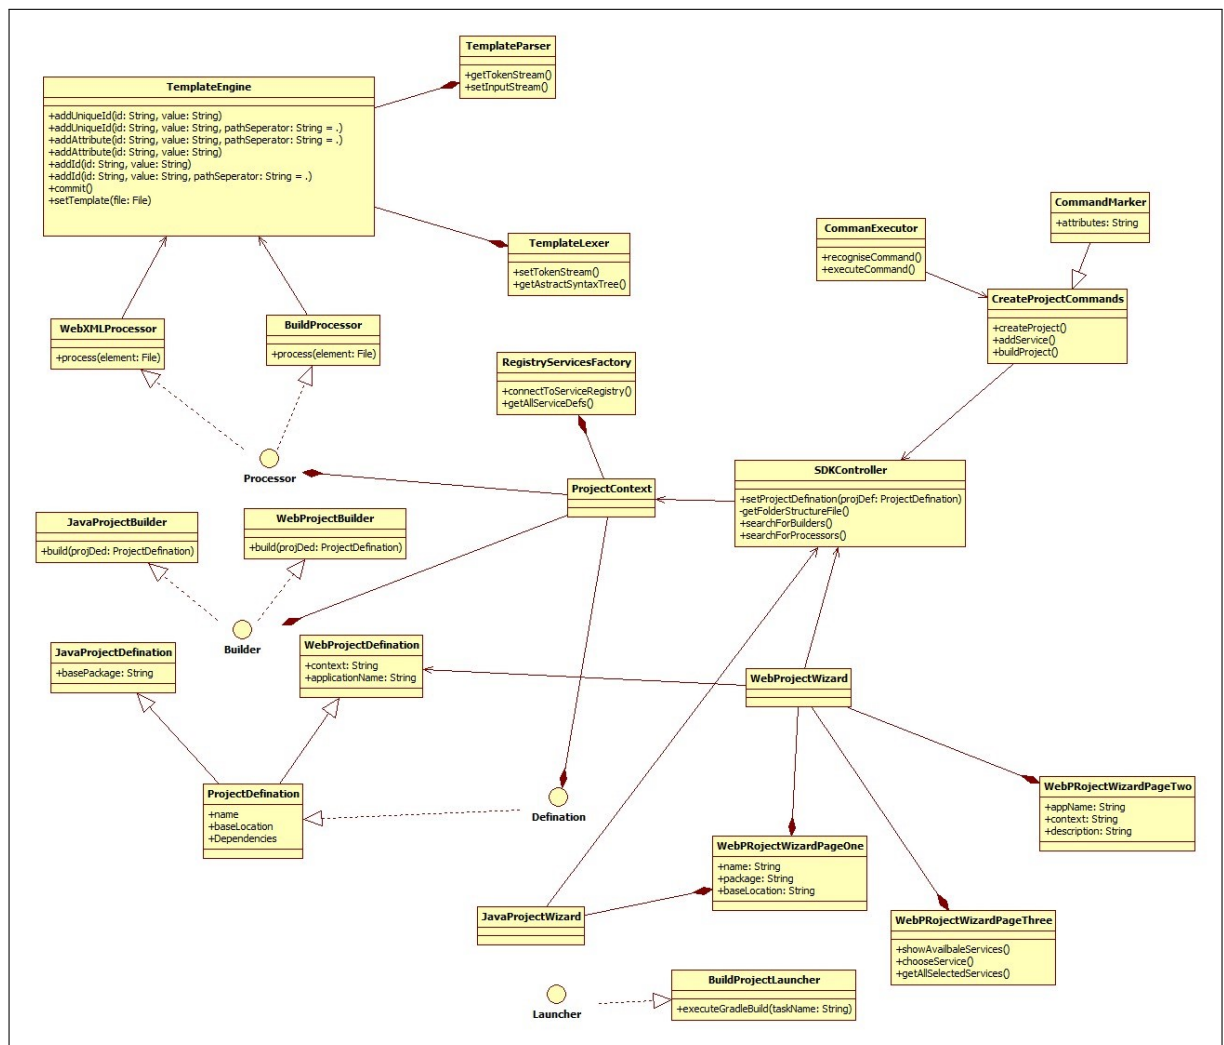 TemplateParser
+getTokenStream()
+setInputStream()
TemplateEngine
+addUniqueId(id: String, value: String)
+addUniqueId(id: String, value: String, pathSeperator: String = .)
+addAttribute(id: String, value: String, pathSeperator: String = .)
+addAttribute(id: String, value: String)
+addId(id: String, value: String)
+addId(id: String, value: String, pathSeperator: String = .)
+commit()
+setTemplate(file: File)
TemplateLexer
+setTokenStream()
+getAstractSyntaxTree()
CommandMarker
+attributes: String
CommanExecutor
+recogniseCommand()
+executeCommand()
CreateProjectCommands
+createProject()
+addService()
+buildProject()
WebXMLProcessor
+process(element: File)
BuildProcessor
+process(element: File)
RegistryServicesFactory
+connectToServiceRegistry()
+getAllServiceDefs()
Processor
ProjectContext
SDKController
+setProjectDefinition(projDef: ProjectDefinition)
-getFolderStructureFile()
+searchForBuilders()
+searchForProcessors()
JavaProjectBuilder
+build(projDed: ProjectDefinition)
WebProjectBuilder
+build(projDed: ProjectDefinition)
Builder
JavaProjectDefination
+basePackage: String
WebProjectDefination
+context: String
+applicationName: String
WebProjectWizard
ProjectDefination
+name
+baseLocation
+Dependencies
Defination
WebPRojectWizardPageTwo
+appName: String
+context: String
+description: String
WebPRojectWizardPageOne
+name: String
+package: String
+baseLocation: String
JavaProjectWizard
WebPRojectWizardPageThree
+showAvailbaleServices()
+chooseService()
+getAllSelectedServices()
Launcher
BuildProjectLauncher
+executeGradleBuild(taskName: String)